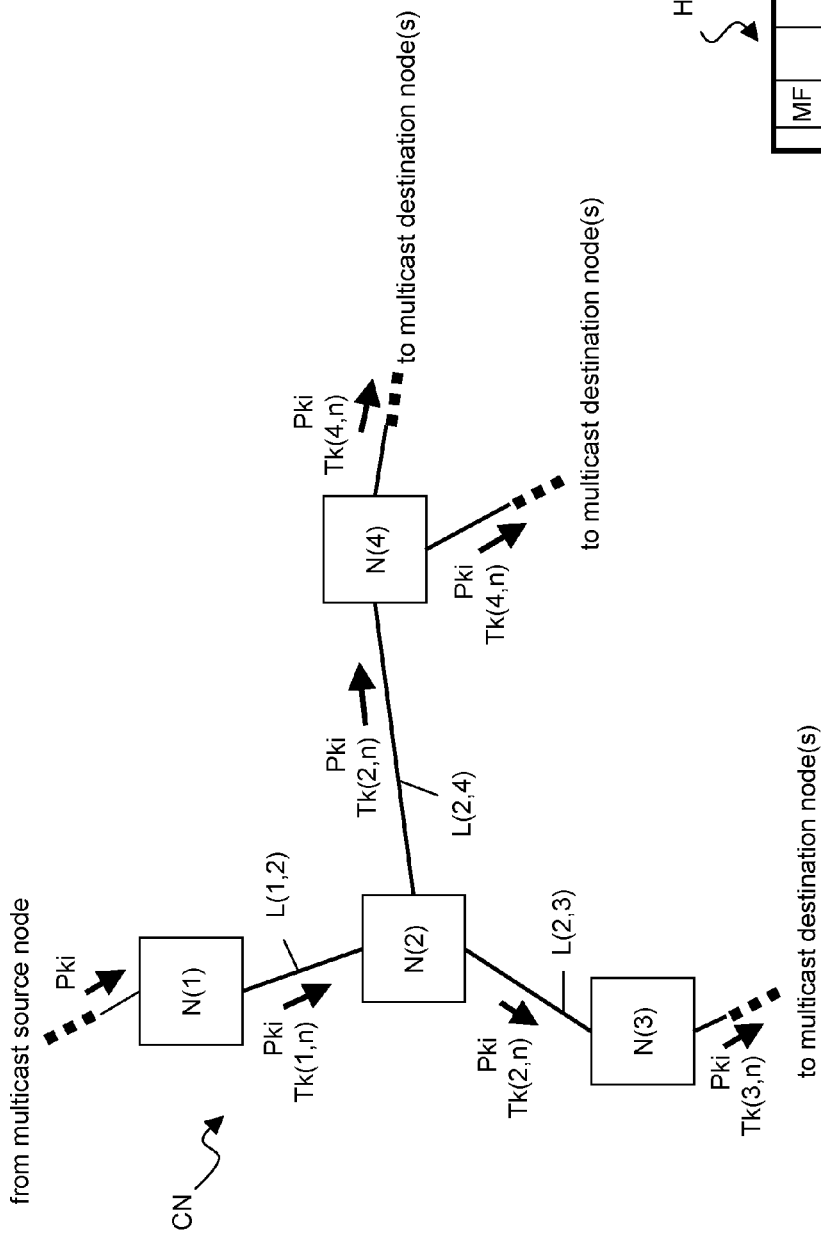 from multicast source node
Pki
N(1)
CN
L(1,2)
Pki
Tk(1,n)
N(2)
Pki
Tk(2,n)
L(2,4)
N(4)
Pki
Tk(4,n)
to multicast destination node(s)
Pki
Tk(4,n)
to multicast destination node(s)
L(2,3)
Pki
Tk(2,n)
N(3)
Pki
Tk(3,n)
to multicast destination node(s)
H
MF